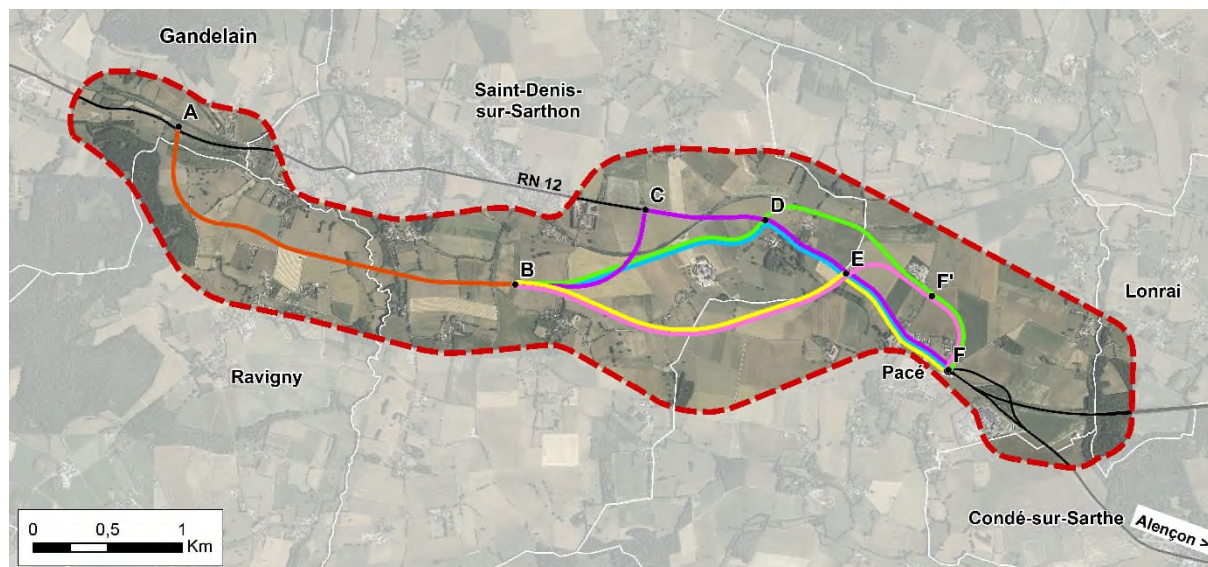 Gandelain
Saint-Denis-
sur-Sarthon
A
RN 12
C
D
B
E
F'
Lonrai
F
Pacé
Ravigny
0 0,5 1
Km
Condé-sur-Sarthe
Alençon >